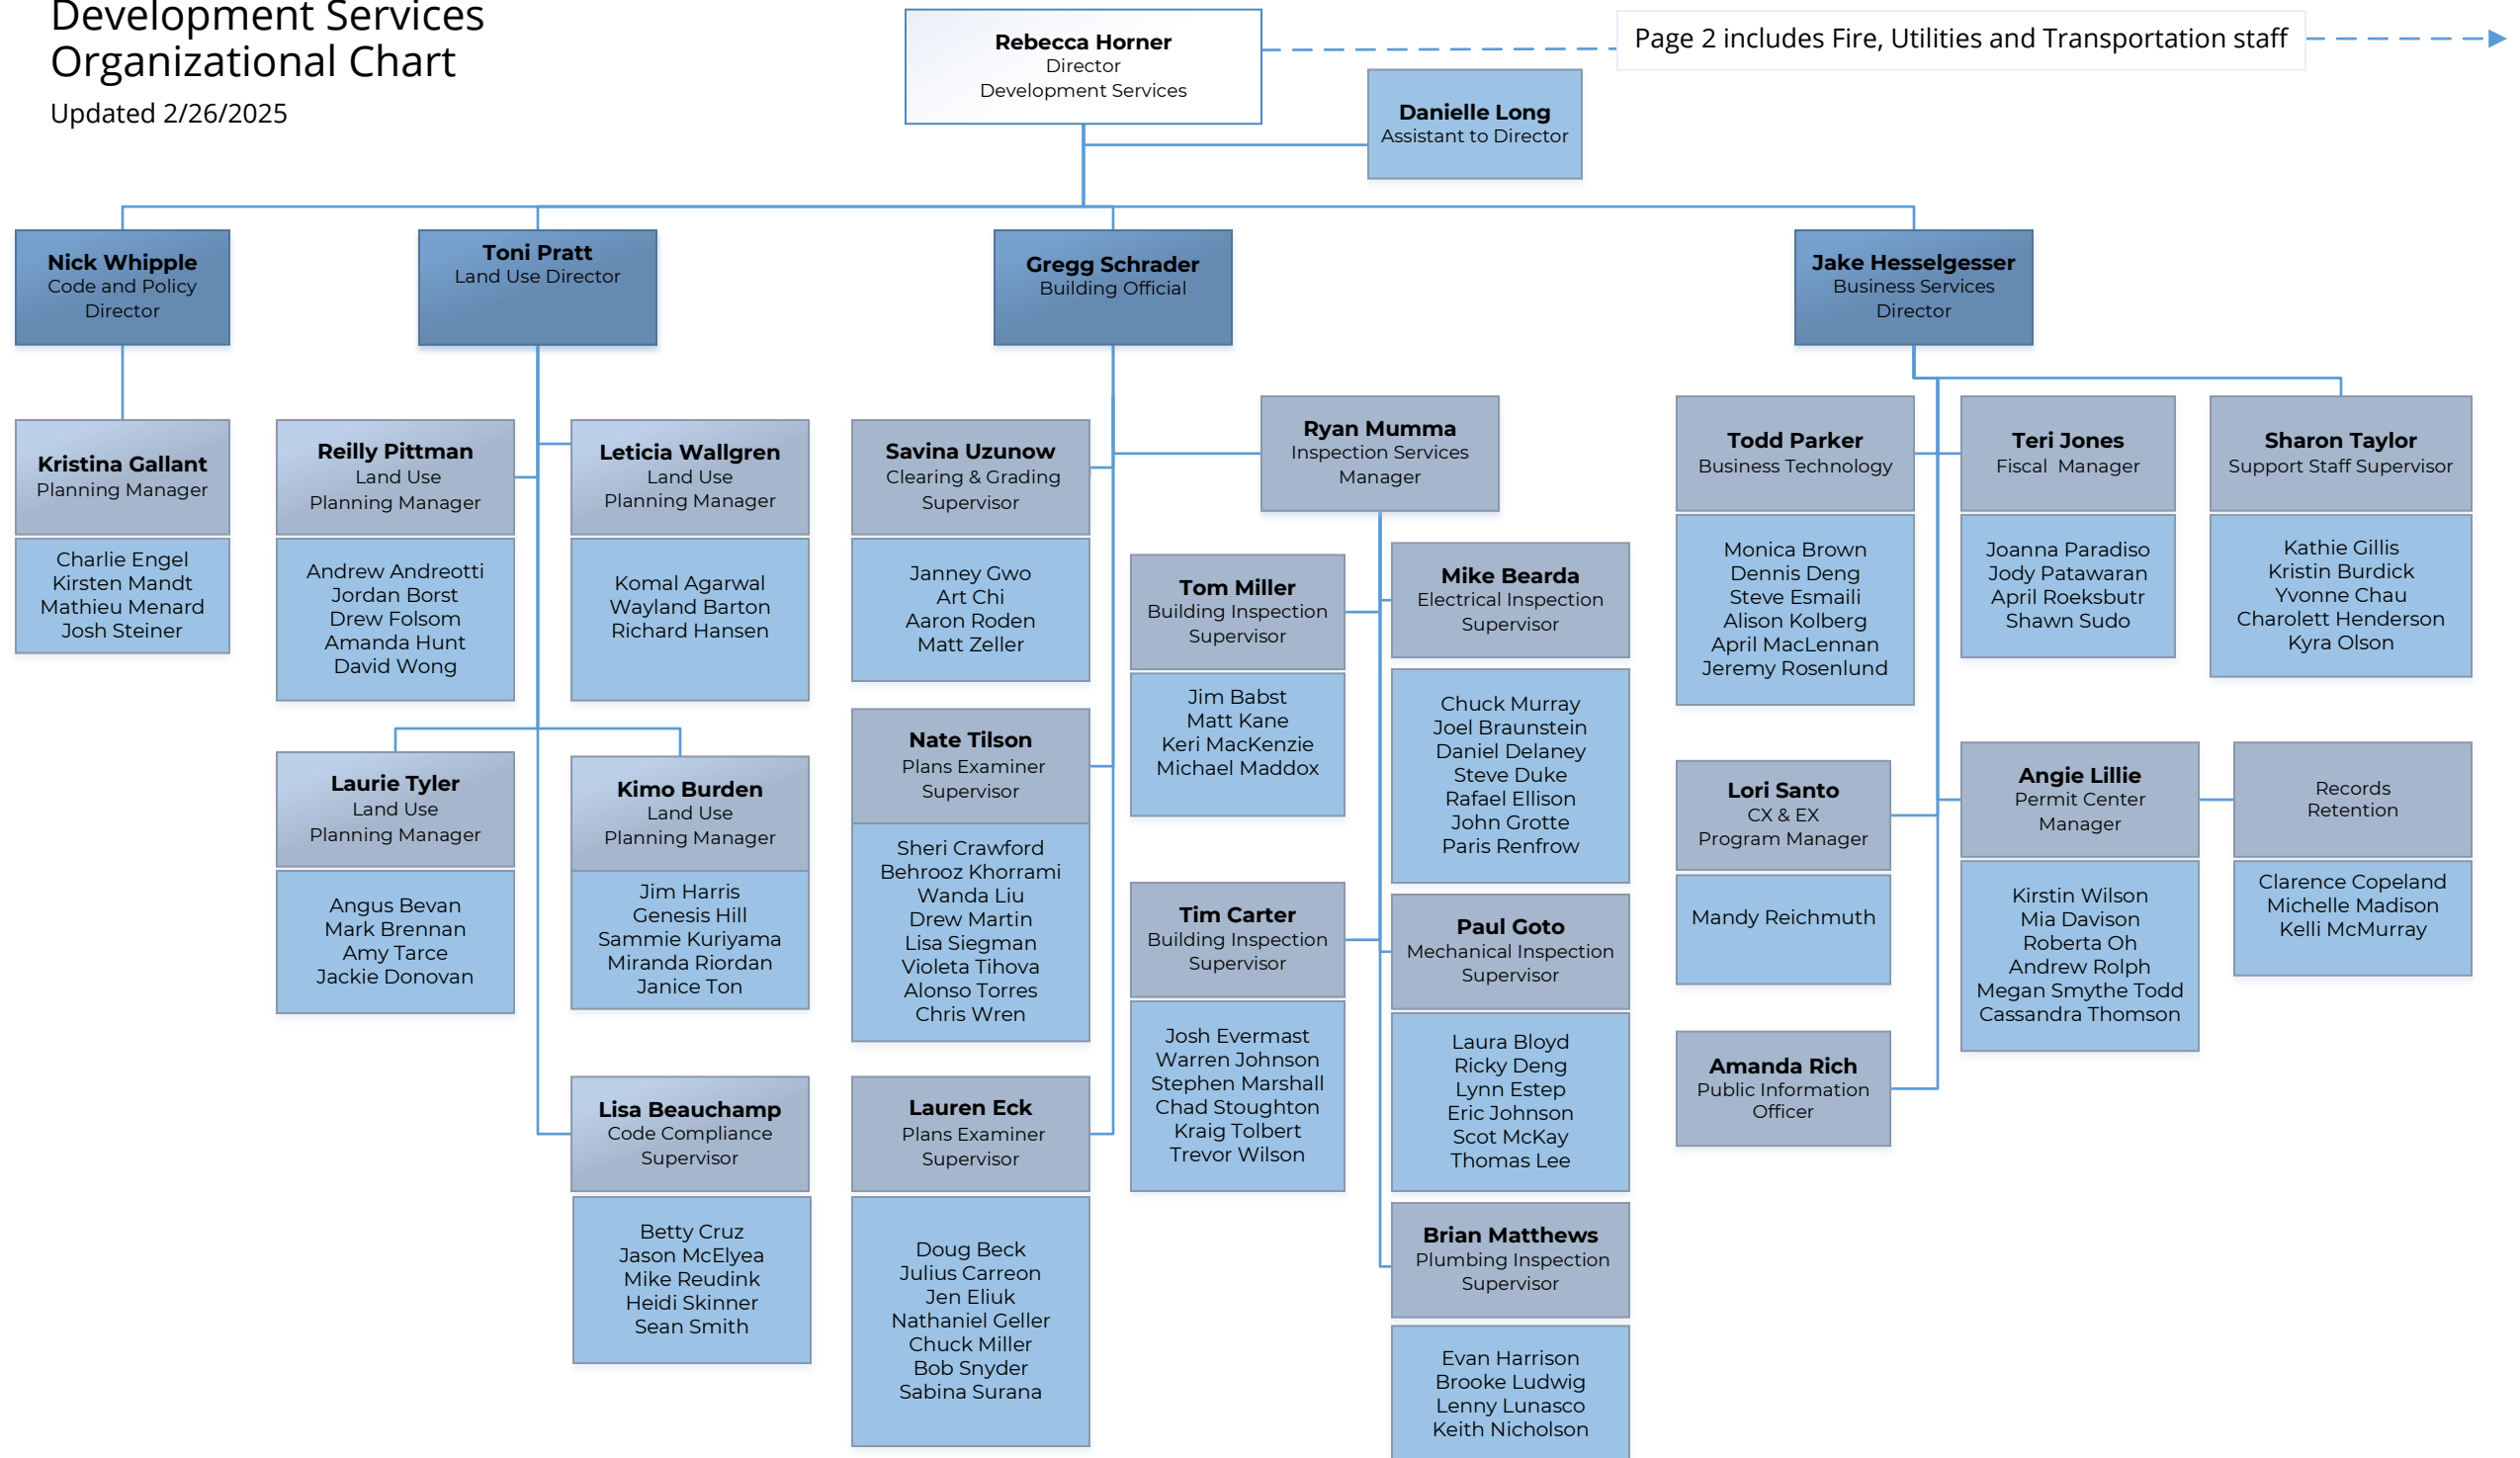 Development Services
Organizational Chart
Updated 2/26/2025
Rebecca Horner
Director
Development Services
Page 2 includes Fire, Utilities and Transportation staff
Danielle Long
Assistant to Director
Nick Whipple
Code and Policy
Director
Toni Pratt
Land Use Director
Gregg Schrader
Building Official
Jake Hesselgesser
Business Services
Director
Kristina Gallant
Planning Manager
Charlie Engel
Kirsten Mandt
Mathieu Menard
Josh Steiner
Reilly Pittman
Land Use
Planning Manager
Andrew Andreotti
Jordan Borst
Drew Folsom
Amanda Hunt
David Wong
Leticia Wallgren
Land Use
Planning Manager
Komal Agarwal
Wayland Barton
Richard Hansen
Laurie Tyler
Land Use
Planning Manager
Angus Bevan
Mark Brennan
Amy Tarce
Jackie Donovan
Kimo Burden
Land Use
Planning Manager
Jim Harris
Genesis Hill
Sammie Kuriyama
Miranda Riordan
Janice Ton
Lisa Beauchamp
Code Compliance
Supervisor
Betty Cruz
Jason McElyea
Mike Reudink
Heidi Skinner
Sean Smith
Savina Uzunow
Clearing & Grading
Supervisor
Janney Gwo
Art Chi
Aaron Roden
Matt Zeller
Nate Tilson
Plans Examiner
Supervisor
Sheri Crawford
Behrooz Khorrami
Wanda Liu
Drew Martin
Lisa Siegman
Violeta Tihova
Alonso Torres
Chris Wren
Lauren Eck
Plans Examiner
Supervisor
Doug Beck
Julius Carreon
Jen Eliuk
Nathaniel Geller
Chuck Miller
Bob Snyder
Sabina Surana
Ryan Mumma
Inspection Services
Manager
Tom Miller
Building Inspection
Supervisor
Jim Babst
Matt Kane
Keri MacKenzie
Michael Maddox
Tim Carter
Building Inspection
Supervisor
Josh Evermast
Warren Johnson
Stephen Marshall
Chad Stoughton
Kraig Tolbert
Trevor Wilson
Mike Bearda
Electrical Inspection
Supervisor
Chuck Murray
Joel Braunstein
Daniel Delaney
Steve Duke
Rafael Ellison
John Grotte
Paris Renfrow
Paul Goto
Mechanical Inspection
Supervisor
Laura Bloyd
Ricky Deng
Lynn Estep
Eric Johnson
Scot McKay
Thomas Lee
Brian Matthews
Plumbing Inspection
Supervisor
Evan Harrison
Brooke Ludwig
Lenny Lunasco
Keith Nicholson
Todd Parker
Business Technology
Monica Brown
Dennis Deng
Steve Esmaili
Alison Kolberg
April MacLennan
Jeremy Rosenlund
Teri Jones
Fiscal Manager
Joanna Paradiso
Jody Patawaran
April Roeksbutr
Shawn Sudo
Sharon Taylor
Support Staff Supervisor
Kathie Gillis
Kristin Burdick
Yvonne Chau
Charolett Henderson
Kyra Olson
Lori Santo
CX & EX
Program Manager
Mandy Reichmuth
Angie Lillie
Permit Center
Manager
Kirstin Wilson
Mia Davison
Roberta Oh
Andrew Rolph
Megan Smythe Todd
Cassandra Thomson
Records
Retention
Clarence Copeland
Michelle Madison
Kelli McMurray
Amanda Rich
Public Information
Officer